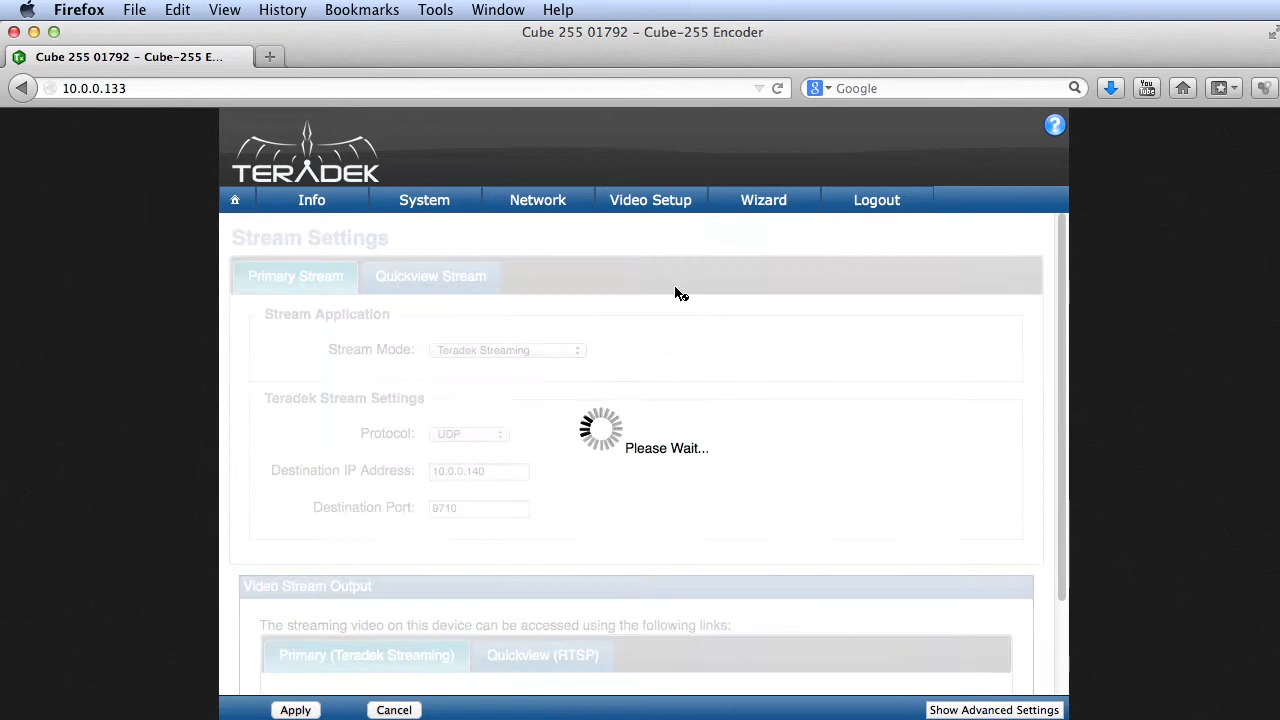 Firefox File Edit View History Bookmarks Tools Window Help
Cube 255 01792 – Cube-255 Encoder
Cube 255 01792 – Cube-255 E...
10.0.0.133
Google
You Tube
?
TERADEK
Info System Network Video Setup Wizard Logout
Stream Settings
Primary Stream Quickview Stream
Stream Application
Stream Mode: Teradek Streaming
Teradek Stream Settings
Protocol: UDP
Please Wait...
Destination IP Address: 10.0.0.140
Destination Port: 9710
Video Stream Output
The streaming video on this device can be accessed using the following links:
Primary (Teradek Streaming) Quickview (RTSP)
Apply Cancel Show Advanced Settings